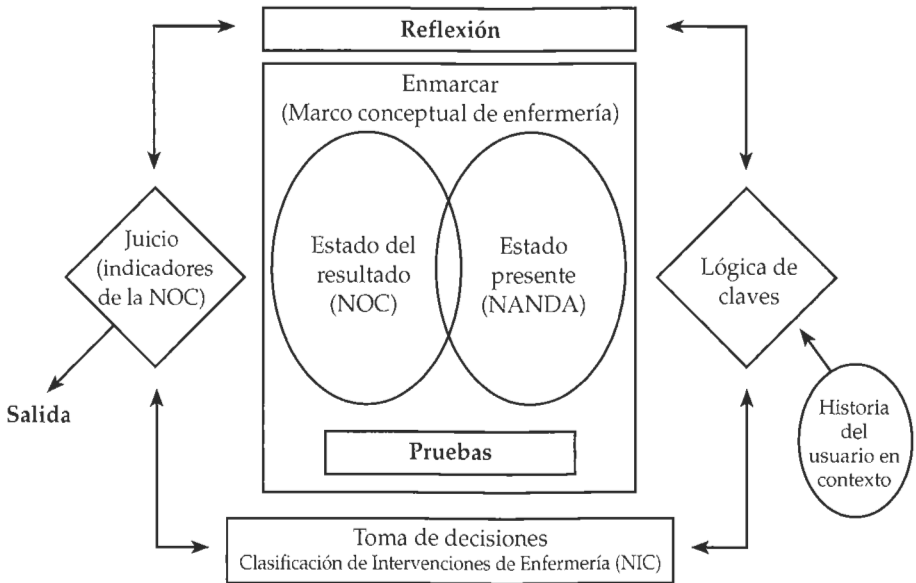 Reflexión
Enmarcar
(Marco conceptual de enfermería)
Juicio
(indicadores
de la NOC)
Estado del
resultado
(NOC)
Estado
presente
(NANDA)
Lógica de
claves
Salida
Historia
del
usuario en
contexto
Pruebas
Toma de decisiones
Clasificación de Intervenciones de Enfermería (NIC)